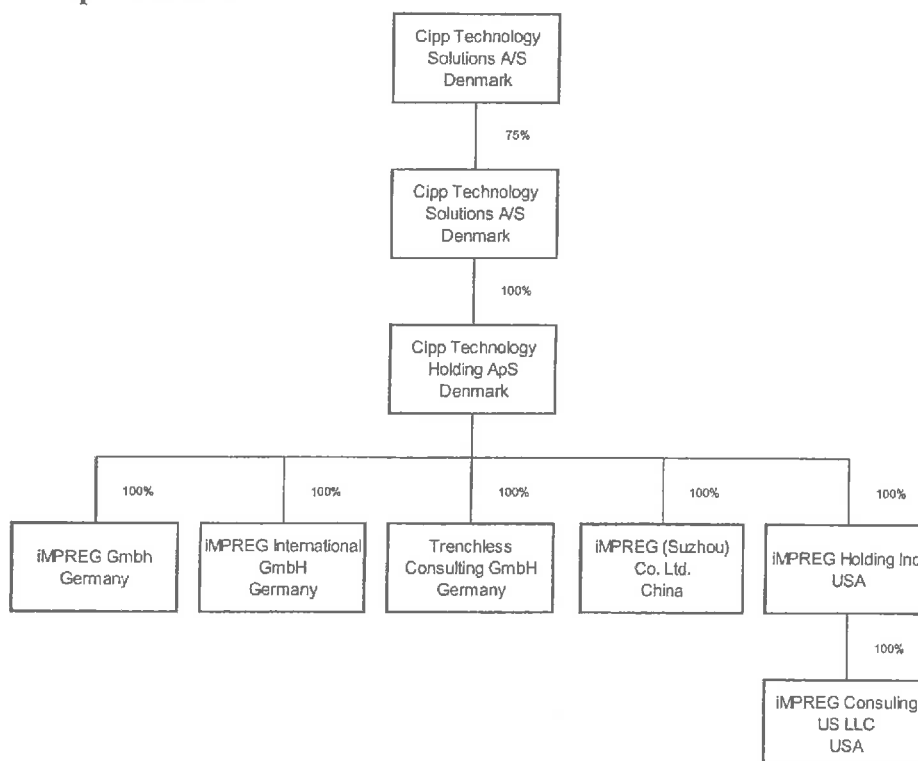 Cipp Technology
Solutions A/S
Denmark
75%
Cipp Technology
Solutions A/S
Denmark
100%
Cipp Technology
Holding ApS
Denmark
100%
100%
100%
100%
100%
iMPREG Gmbh
Germany
iMPREG International
GmbH
Germany
Trenchless
Consulting GmbH
Germany
iMPREG (Suzhou)
Co. Ltd.
China
iMPREG Holding Inc
USA
100%
iMPREG Consuling
US LLC
USA